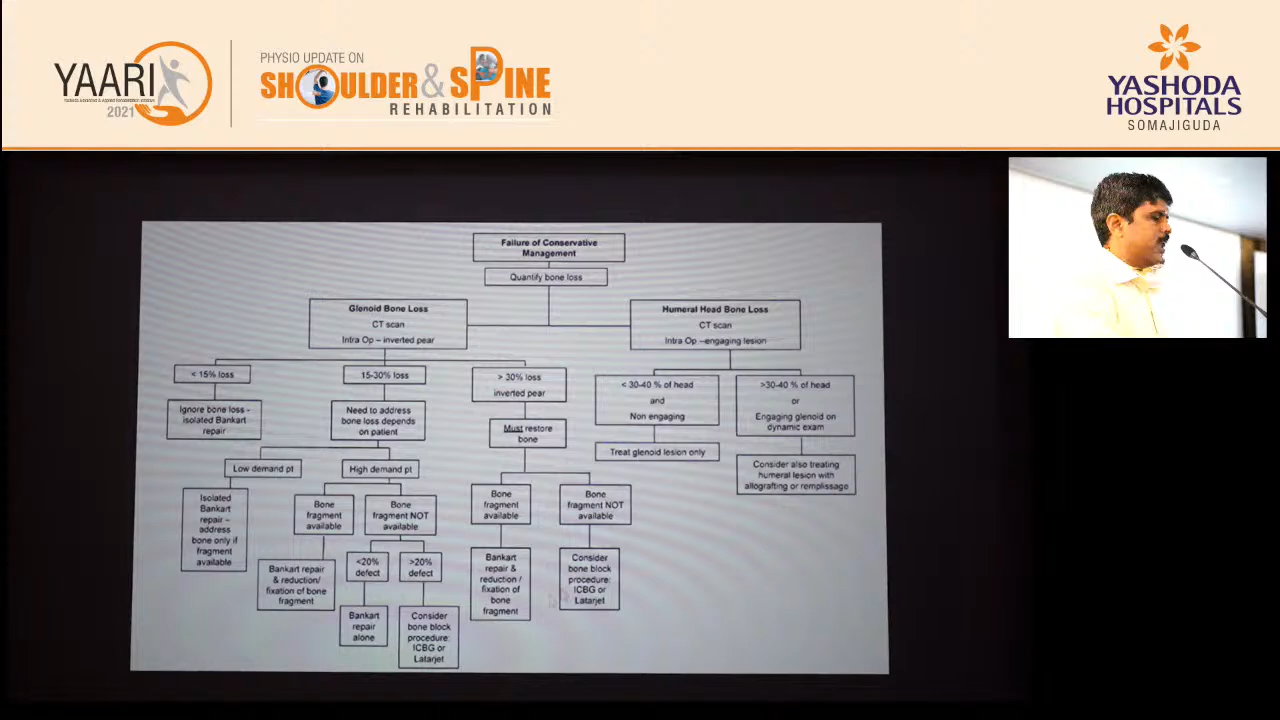 YAARI
2021
PHYSIO UPDATE ON
SHOULDER & SPINE
REHABILITATION
YASHODA
HOSPITALS
SOMAJIGUDA
Failure of Conservative
Management
Quantify bone loss
Glenoid Bone Loss
CT scan
Intra Op – inverted pear
Humeral Head Bone Loss
CT scan
Intra Op –engaging lesion
< 15% loss
15-30% loss
> 30% loss
inverted pear
< 30-40 % of head
and
Non engaging
>30-40 % of head
or
Engaging glenoid on
dynamic exam
Ignore bone loss -
isolated Bankart
repair
Need to address
bone loss depends
on patient
Must restore
bone
Treat glenoid lesion only
Consider also treating
humeral lesion with
allografting or remplissage
Low demand pt
High demand pt
Isolated
Bankart
repair –
address
bone only if
fragment
available
Bone
fragment
available
Bone
fragment NOT
available
Bone
fragment
available
Bone
fragment NOT
available
Bankart repair
& reduction/
fixation of bone
fragment
<20%
defect
>20%
defect
Bankart
repair &
reduction /
fixation of
bone
fragment
Consider
bone block
procedure:
ICBG or
Latarjet
Bankart
repair
alone
Consider
bone block
procedure:
ICBG or
Latarjet